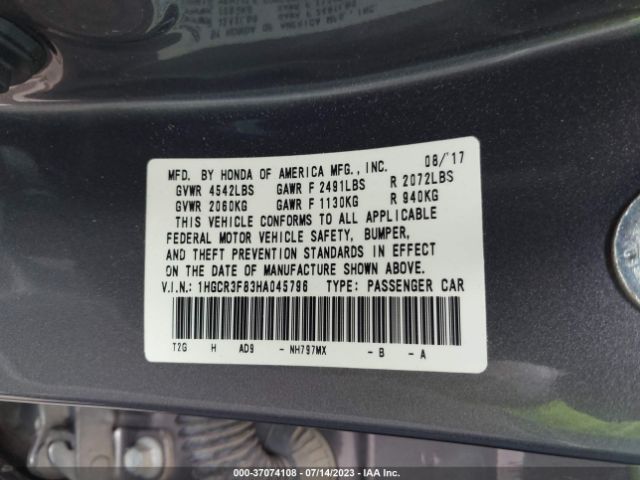 MFD. BY HONDA OF AMERICA MFG., INC. 08/'17
GVWR 4542LBS GAWR F 2491LBS R 2072LBS
GVWR 2060KG GAWR F 1130KG R 940KG
THIS VEHICLE CONFORMS TO ALL APPLICABLE
FEDERAL MOTOR VEHICLE SAFETY, BUMPER,
AND THEFT PREVENTION STANDARDS IN EFFECT
ON THE DATE OF MANUFACTURE SHOWN ABOVE.
V.I.N.: 1HGCR3F83HA045796 TYPE: PASSENGER CAR
T2G H AD9 - NH797MX - B - A
000-37074108 - 07/14/2023 - IAA Inc.